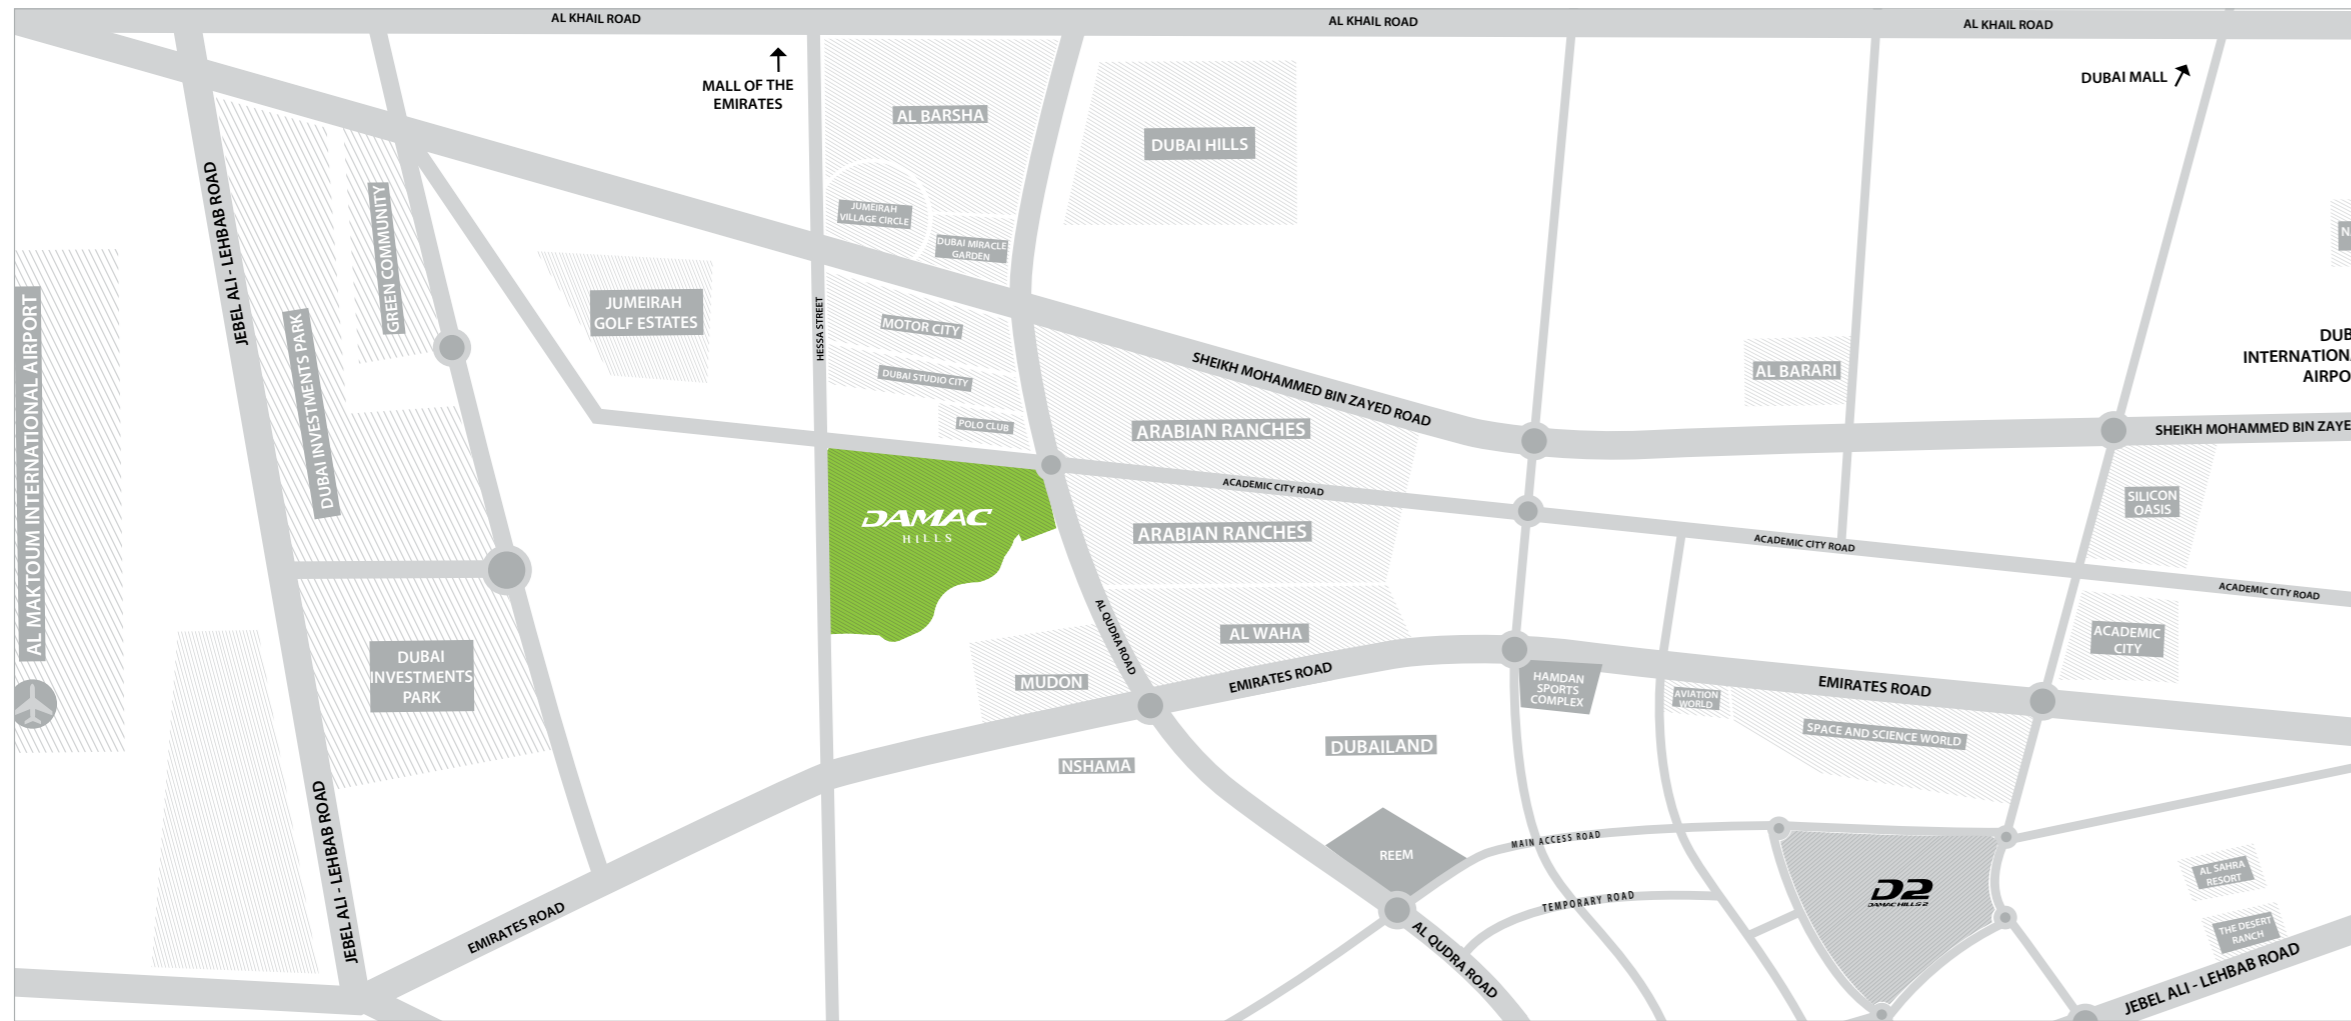 AL KHAIL ROAD
AL KHAIL ROAD
AL KHAIL ROAD
MALL OF THE
EMIRATES
DUBAI MALL
AL BARSHA
DUBAI HILLS
JUMEIRAH
VILLAGE CIRCLE
DUBAI MIRACLE
GARDEN
JEBEL ALI - LEHBAB ROAD
GREEN COMMUNITY
DUBAI INVESTMENTS PARK
AL MAKTOUM INTERNATIONAL AIRPORT
JUMEIRAH
GOLF ESTATES
HESSA STREET
MOTOR CITY
DUBAI STUDIO CITY
POLO CLUB
SHEIKH MOHAMMED BIN ZAYED ROAD
AL BARARI
DUB
INTERNATION
AIRPO
N
ARABIAN RANCHES
SHEIKH MOHAMMED BIN ZAYE
ACADEMIC CITY ROAD
SILICON
OASIS
DAMAC
HILLS
ARABIAN RANCHES
ACADEMIC CITY ROAD
ACADEMIC CITY ROAD
AL QUDRA ROAD
AL WAHA
ACADEMIC
CITY
DUBAI
INVESTMENTS
PARK
MUDON
EMIRATES ROAD
HAMDAN
SPORTS
COMPLEX
AVIATION
WORLD
EMIRATES ROAD
SPACE AND SCIENCE WORLD
NSHAMA
DUBAILAND
JEBEL ALI - LEHBAB ROAD
REEM
MAIN ACCESS ROAD
TEMPORARY ROAD
D2
DAMAC HILLS 2
AL SAHRA
RESORT
THE DESERT
RANCH
EMIRATES ROAD
AL QUDRA ROAD
JEBEL ALI - LEHBAB ROAD